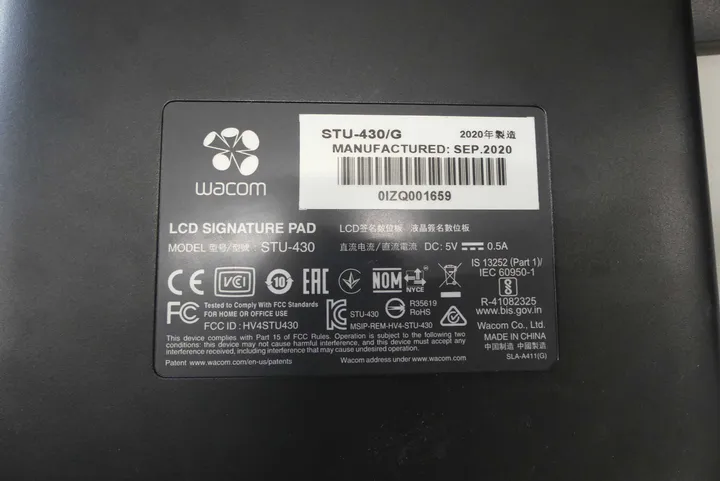 wacom
STU-430/G 2020年製造
MANUFACTURED: SEP.2020
0IZQ001659
LCD SIGNATURE PAD LCD签名数位板 液晶簽名數位板
MODEL 型号/型號: STU-430 直流电流/直流電流 DC: 5V 0.5A
CE VCI 10 EAC NOM NYCE
IS 13252 (Part 1)/
IEC 60950-1
R-41082325
www.bis.gov.in
FC Tested to Comply With FCC Standards
FOR HOME OR OFFICE USE
FCC ID : HV4STU430
STU-430
MSIP-REM-HV4-STU-430
R35619
RoHS
This device complies with Part 15 of FCC Rules. Operation is subject to the following two
conditions: this device may not cause harmful interference, and this device must accept any
interference received, including interference that may cause undesired operation.
Patent www.wacom.com/en-us/patents Wacom address under www.wacom.com
Wacom Co., Ltd.
MADE IN CHINA
中国制造 中國製造
SLA-A411(G)